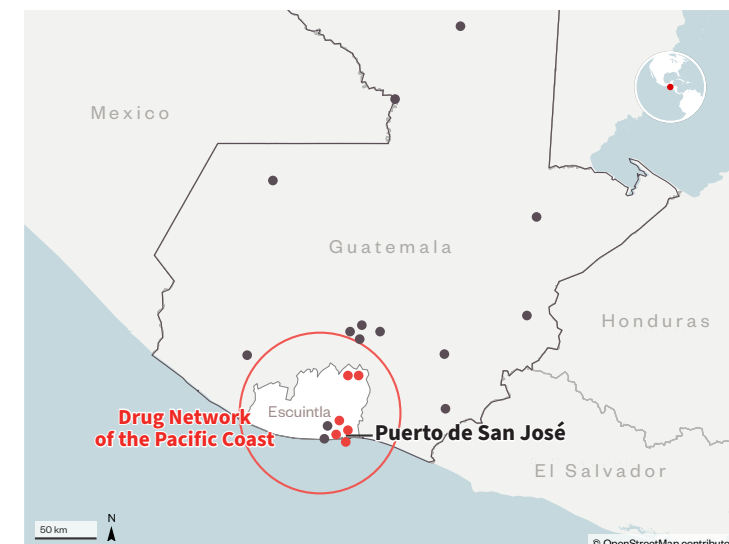 Mexico
Guatemala
Honduras
Escuintla
Drug Network
of the Pacific Coast
Puerto de San José
El Salvador
N
50 km
© OpenStreetMap